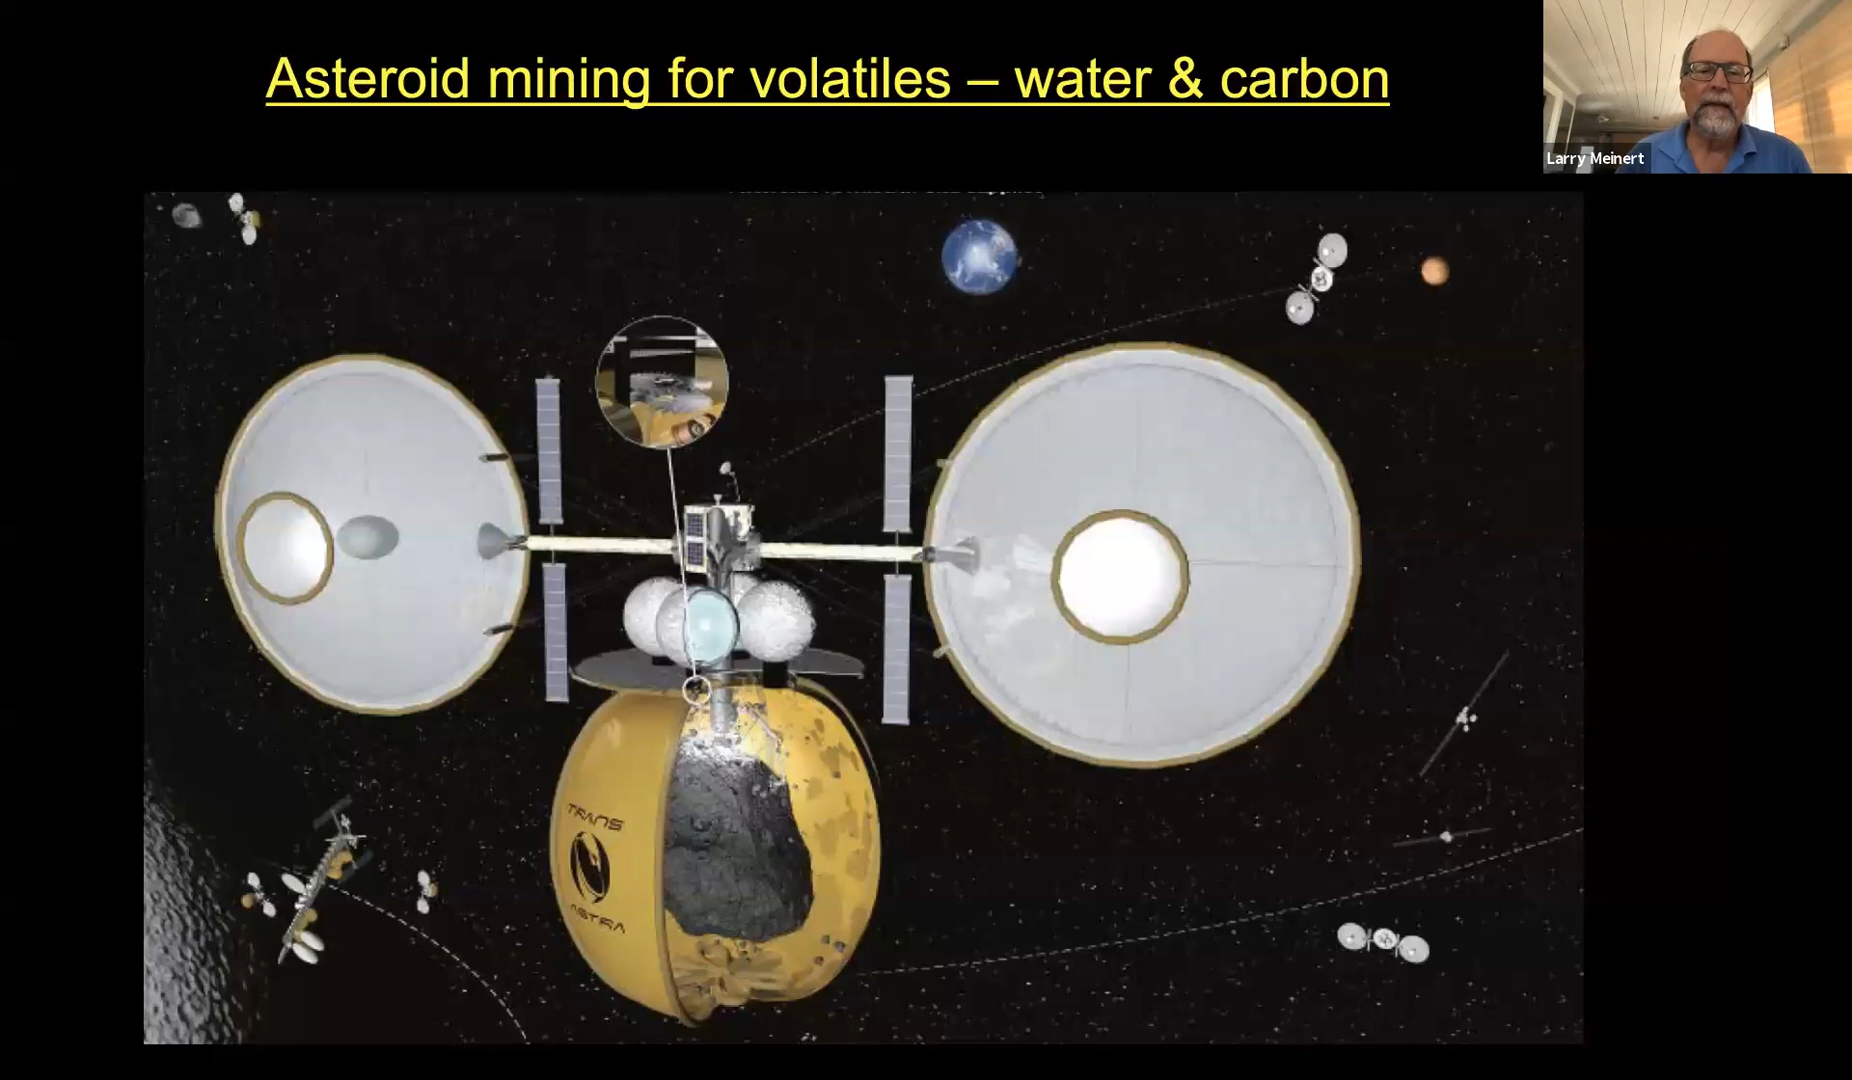 Asteroid mining for volatiles – water & carbon
Larry Meinert
TRANS
ASTRA